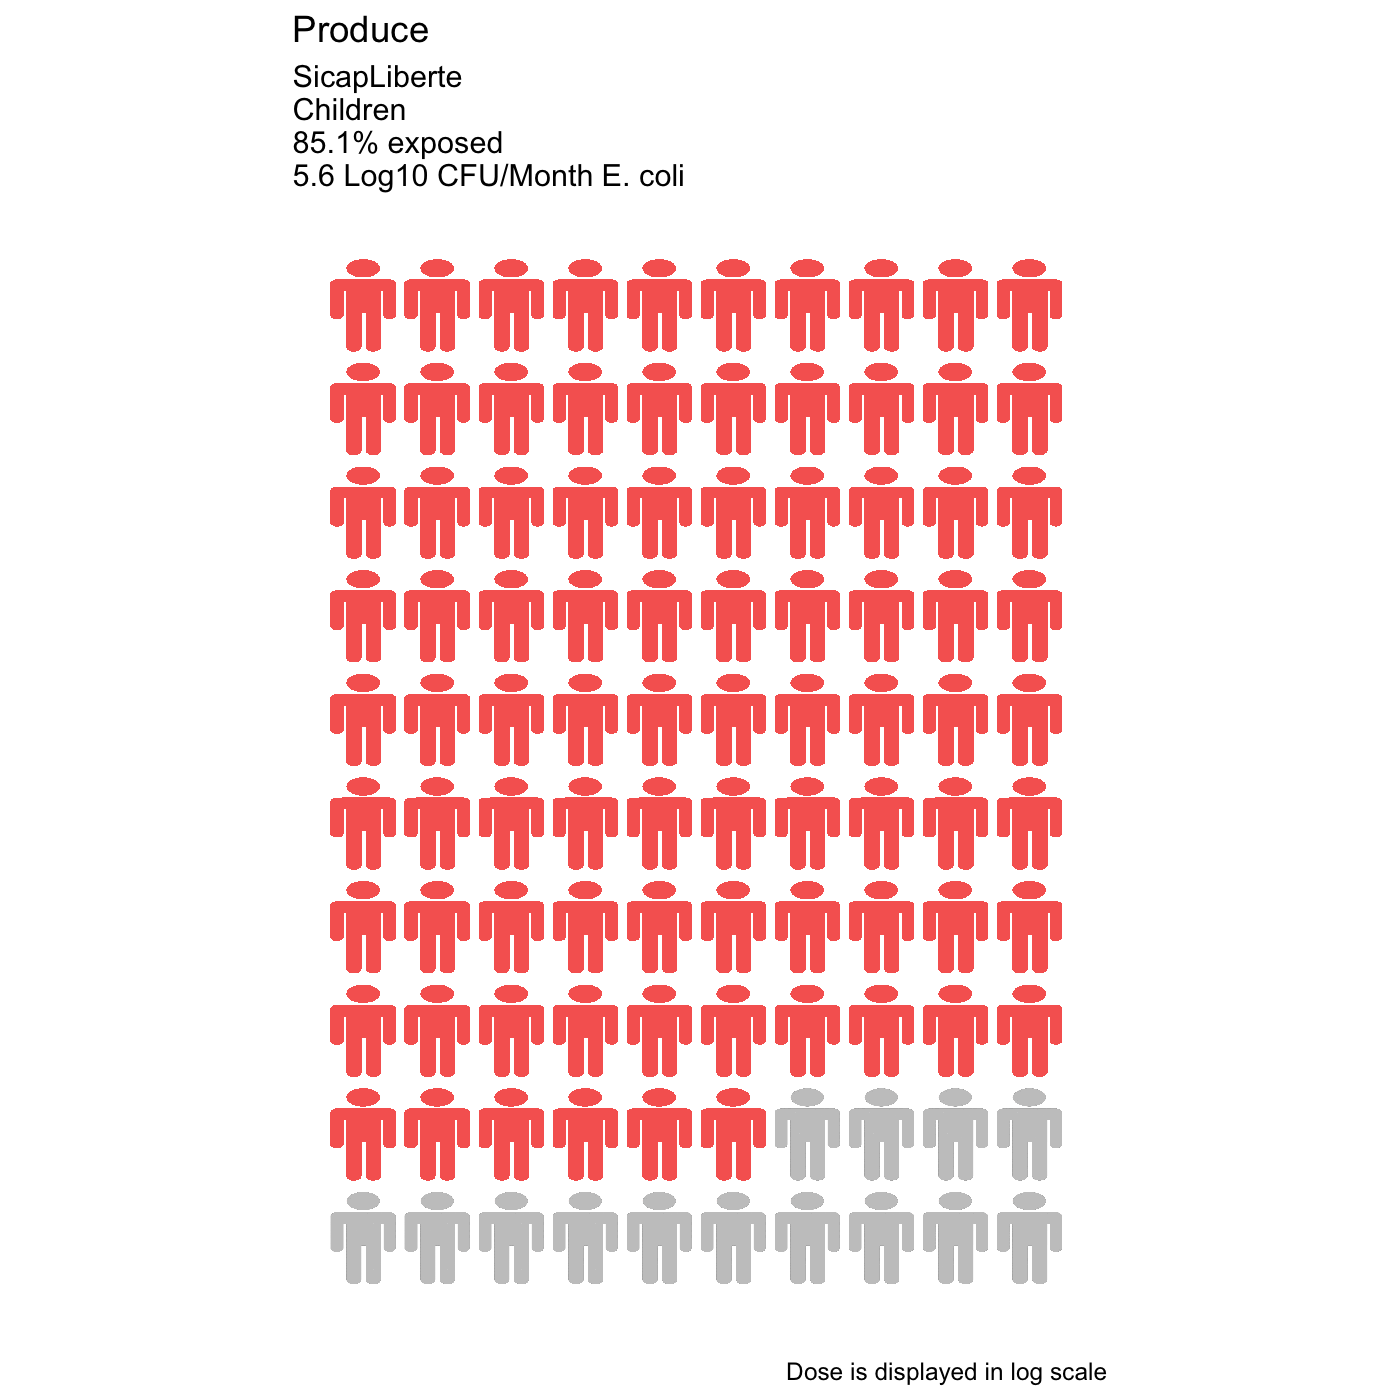 Produce
SicapLiberte
Children
85.1% exposed
5.6 Log10 CFU/Month E. coli
Dose is displayed in log scale